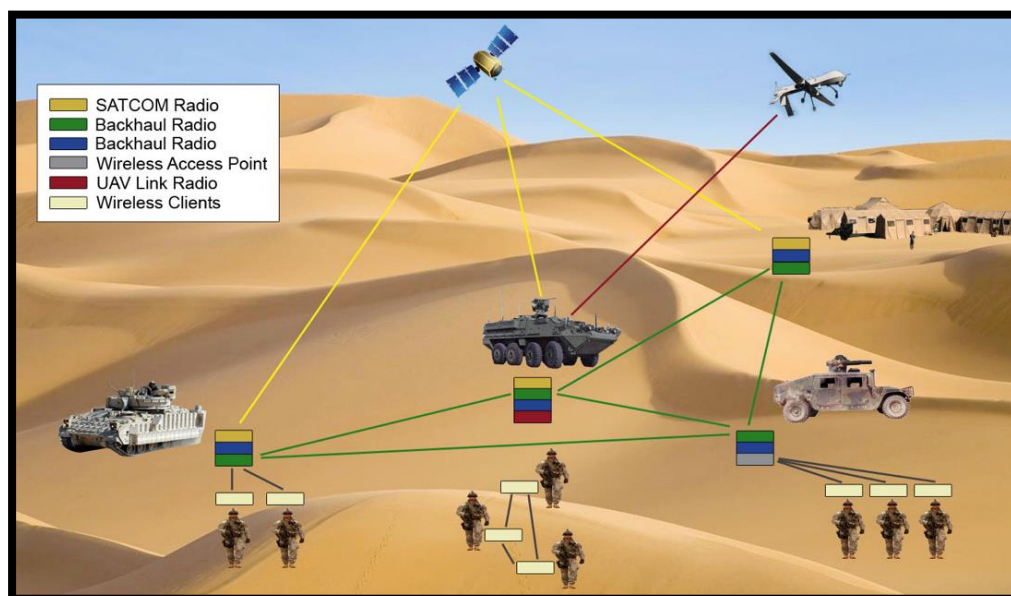 SATCOM Radio
Backhaul Radio
Backhaul Radio
Wireless Access Point
UAV Link Radio
Wireless Clients